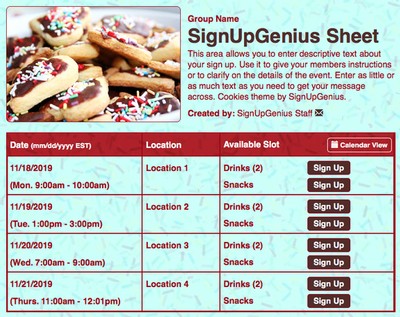 Group Name
SignUpGenius Sheet
This area allows you to enter descriptive text about
your sign up. Use it to give your members instructions
or to clarify on the details of the event. Enter as little or
as much text as you need to get your message
across. Cookies theme by SignUpGenius.
Created by: SignUpGenius Staff
Date (mm/dd/yyyy EST) Location Available Slot Calendar View
11/18/2019 Location 1 Drinks (2) Sign Up
(Mon. 9:00am - 10:00am) Snacks Sign Up
11/19/2019 Location 2 Drinks (2) Sign Up
(Tue. 1:00pm - 3:00pm) Snacks Sign Up
11/20/2019 Location 3 Drinks (2) Sign Up
(Wed. 7:00am - 9:00am) Snacks Sign Up
11/21/2019 Location 4 Drinks (2) Sign Up
(Thurs. 11:00am - 12:01pm) Snacks Sign Up